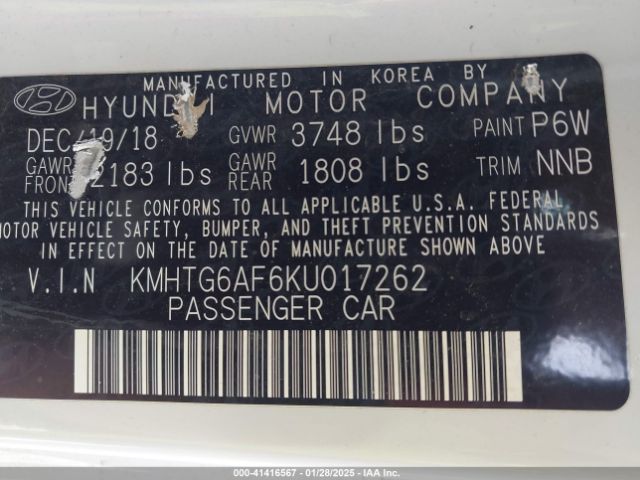 MANUFACTURED IN KOREA BY
HYUNDAI MOTOR COMPANY
DEC/19/18 GVWR 3748 lbs PAINT P6W
GAWR FRONT 2183 lbs GAWR REAR 1808 lbs TRIM NNB
THIS VEHICLE CONFORMS TO ALL APPLICABLE U.S.A. FEDERAL
MOTOR VEHICLE SAFETY, BUMPER, AND THEFT PREVENTION STANDARDS
IN EFFECT ON THE DATE OF MANUFACTURE SHOWN ABOVE.
V.I.N KMHTG6AF6KU017262
PASSENGER CAR
000-41416567 | 01/28/2025 | IAA Inc.